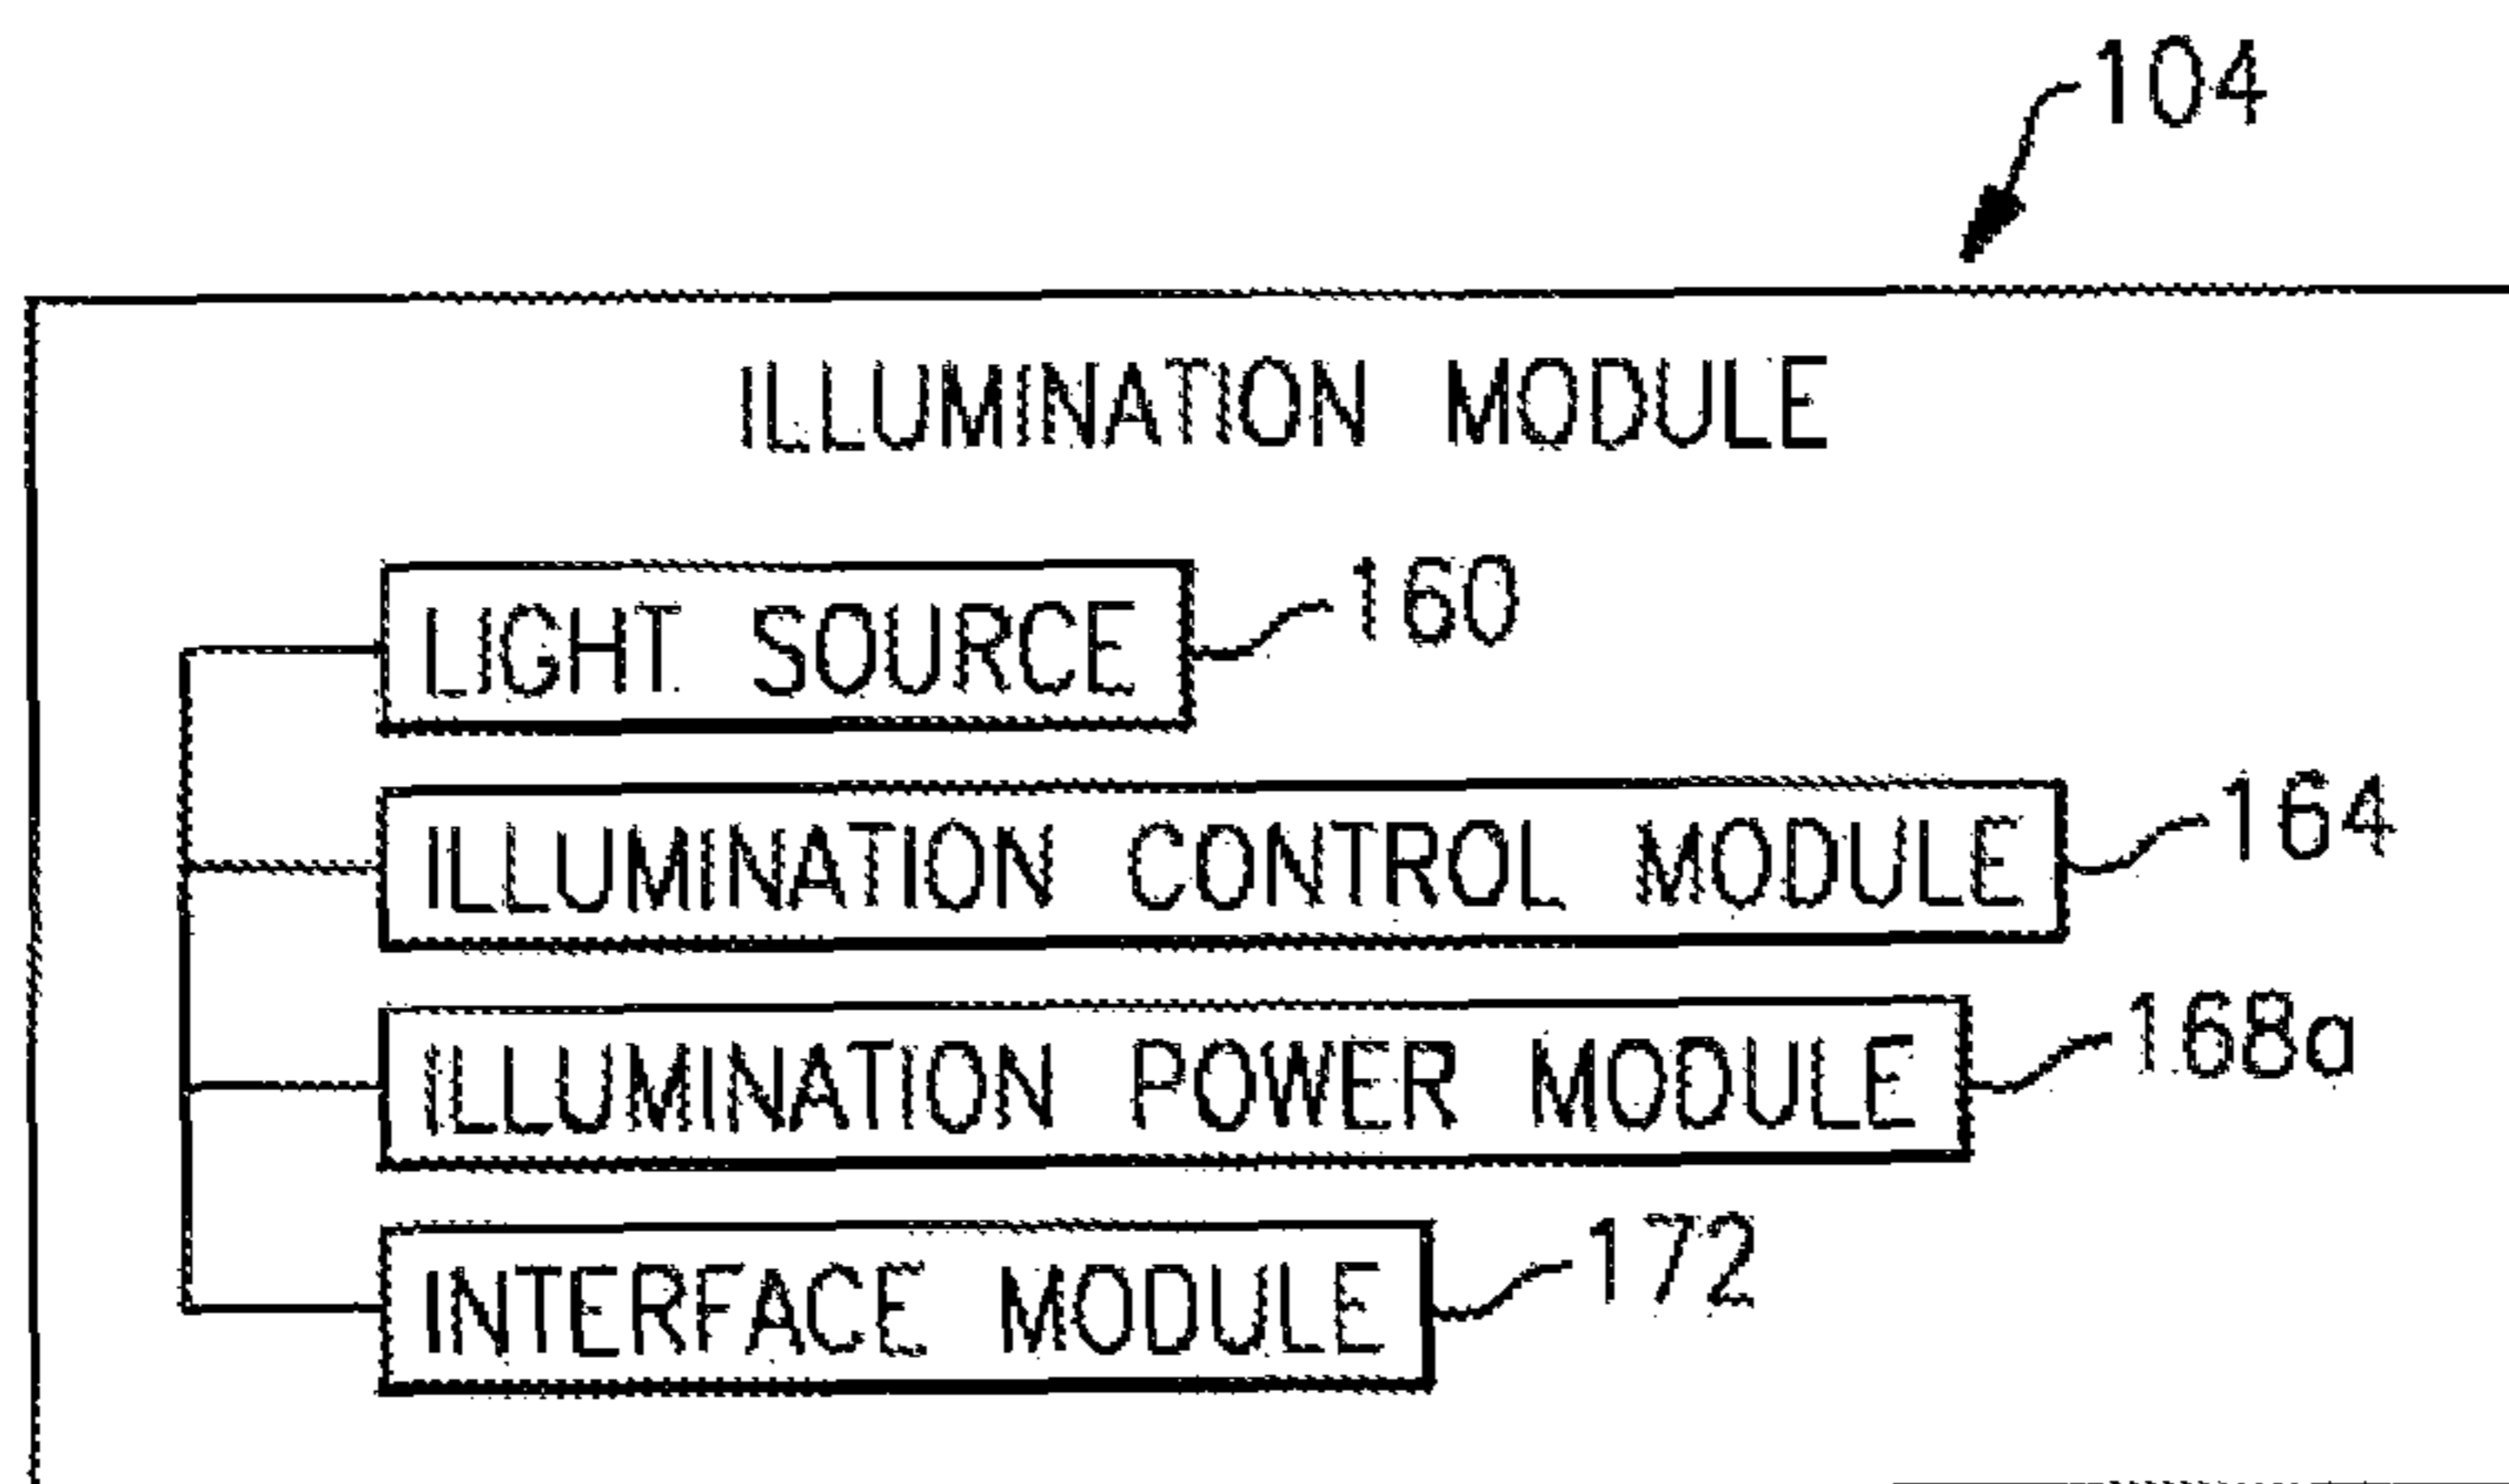 104
ILLUMINATION MODULE
LIGHT SOURCE 160
ILLUMINATION CONTROL MODULE 164
ILLUMINATION POWER MODULE 168a
INTERFACE MODULE 172